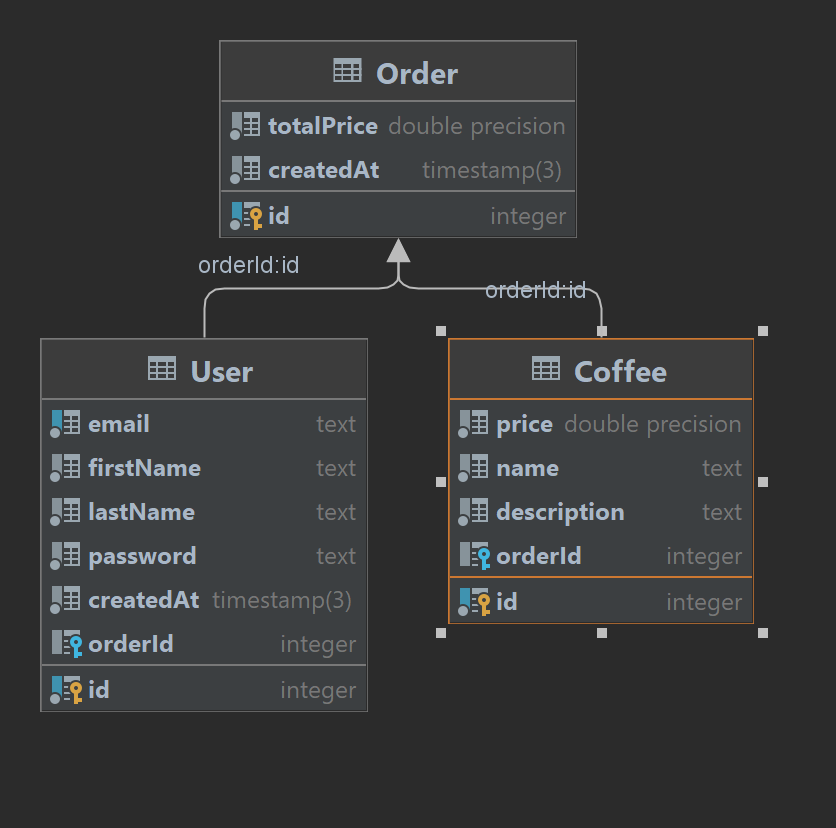 Order
totalPrice double precision
createdAt timestamp(3)
id integer
orderId:id
orderId:id
User
email text
firstName text
lastName text
password text
createdAt timestamp(3)
orderId integer
id integer
Coffee
price double precision
name text
description text
orderId integer
id integer